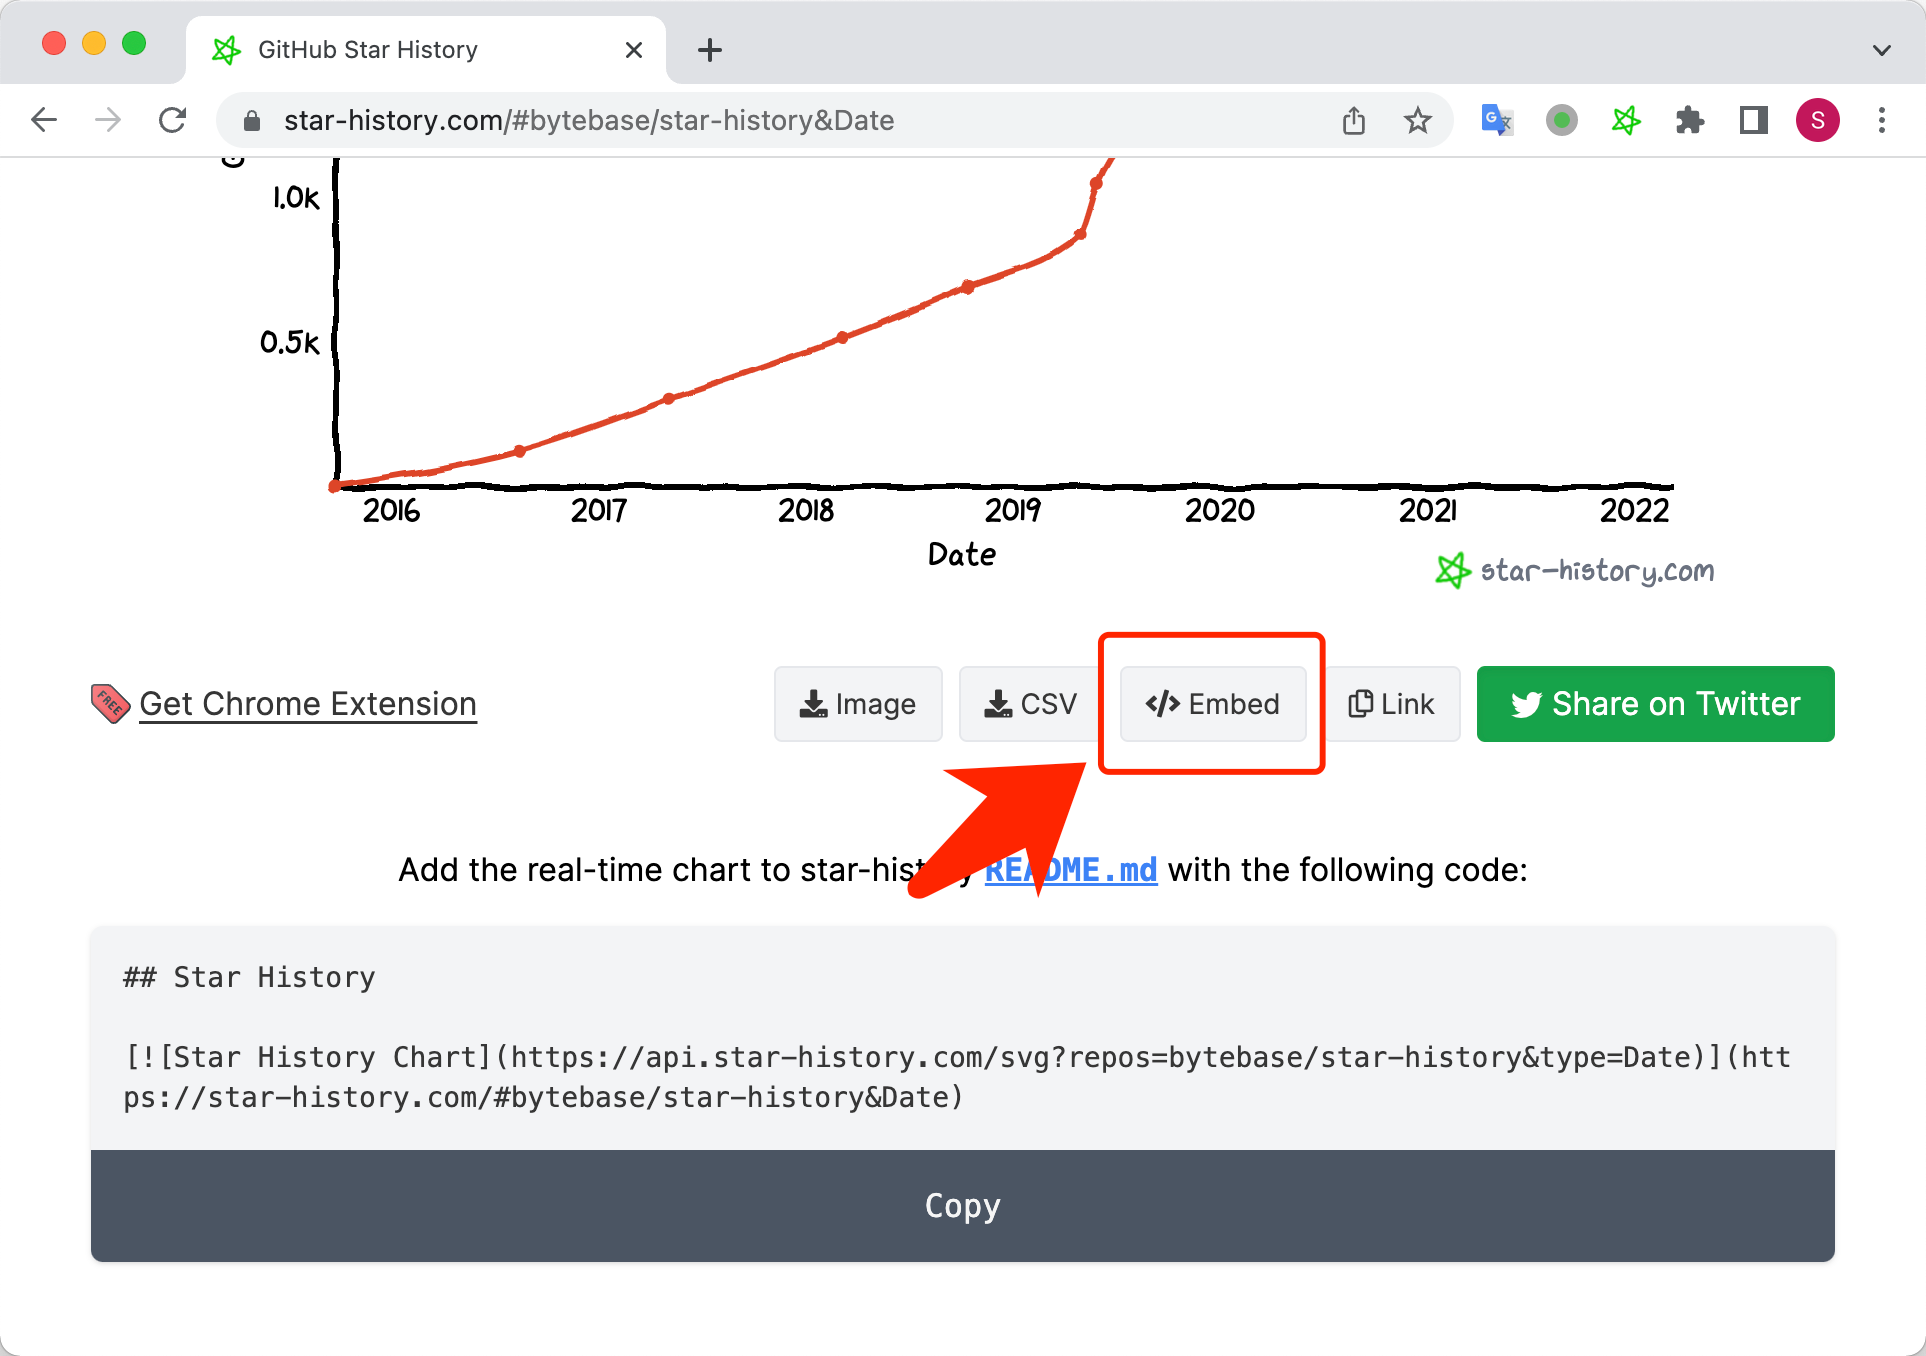 GitHub Star History
star-history.com/#bytebase/star-history&Date
S
1.0k
0.5k
2016 2017 2018 2019 2020 2021 2022
Date
star-history.com
FREE
Get Chrome Extension
Image
CSV
</> Embed
Link
Share on Twitter
Add the real-time chart to star-history README.md with the following code:
## Star History
[![Star History Chart](https://api.star-history.com/svg?repos=bytebase/star-history&type=Date)](htt
ps://star-history.com/#bytebase/star-history&Date)
Copy